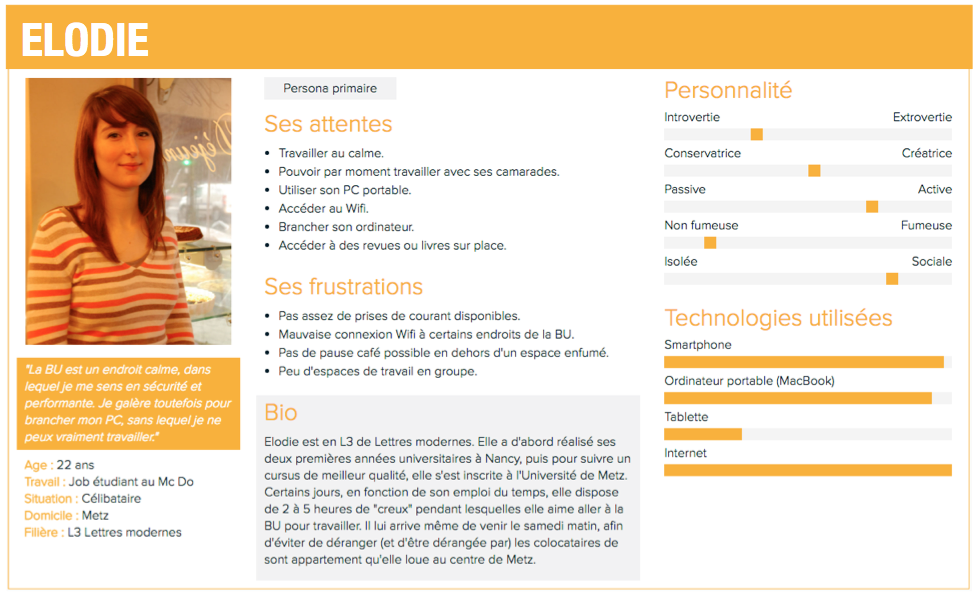 ELODIE
Déjeun
"La BU est un endroit calme, dans
lequel je me sens en sécurité et
performante. Je galère toutefois pour
brancher mon PC, sans lequel je ne
peux vraiment travailler."
Age : 22 ans
Travail : Job étudiant au Mc Do
Situation : Célibataire
Domicile : Metz
Filière : L3 Lettres modernes
Persona primaire
Ses attentes
• Travailler au calme.
• Pouvoir par moment travailler avec ses camarades.
• Utiliser son PC portable.
• Accéder au Wifi.
• Brancher son ordinateur.
• Accéder à des revues ou livres sur place.
Ses frustrations
• Pas assez de prises de courant disponibles.
• Mauvaise connexion Wifi à certains endroits de la BU.
• Pas de pause café possible en dehors d'un espace enfumé.
• Peu d'espaces de travail en groupe.
Bio
Elodie est en L3 de Lettres modernes. Elle a d'abord réalisé ses
deux premières années universitaires à Nancy, puis pour suivre un
cursus de meilleur qualité, elle s'est inscrite à l'Université de Metz.
Certains jours, en fonction de son emploi du temps, elle dispose
de 2 à 5 heures de "creux" pendant lesquelles elle aime aller à la
BU pour travailler. Il lui arrive même de venir le samedi matin, afin
d'éviter de déranger (et d'être dérangée par) les colocataires de
sont appartement qu'elle loue au centre de Metz.
Personnalité
Introvertie Extrovertie
Conservatrice Créatrice
Passive Active
Non fumeuse Fumeuse
Isolée Sociale
Technologies utilisées
Smartphone
Ordinateur portable (MacBook)
Tablette
Internet